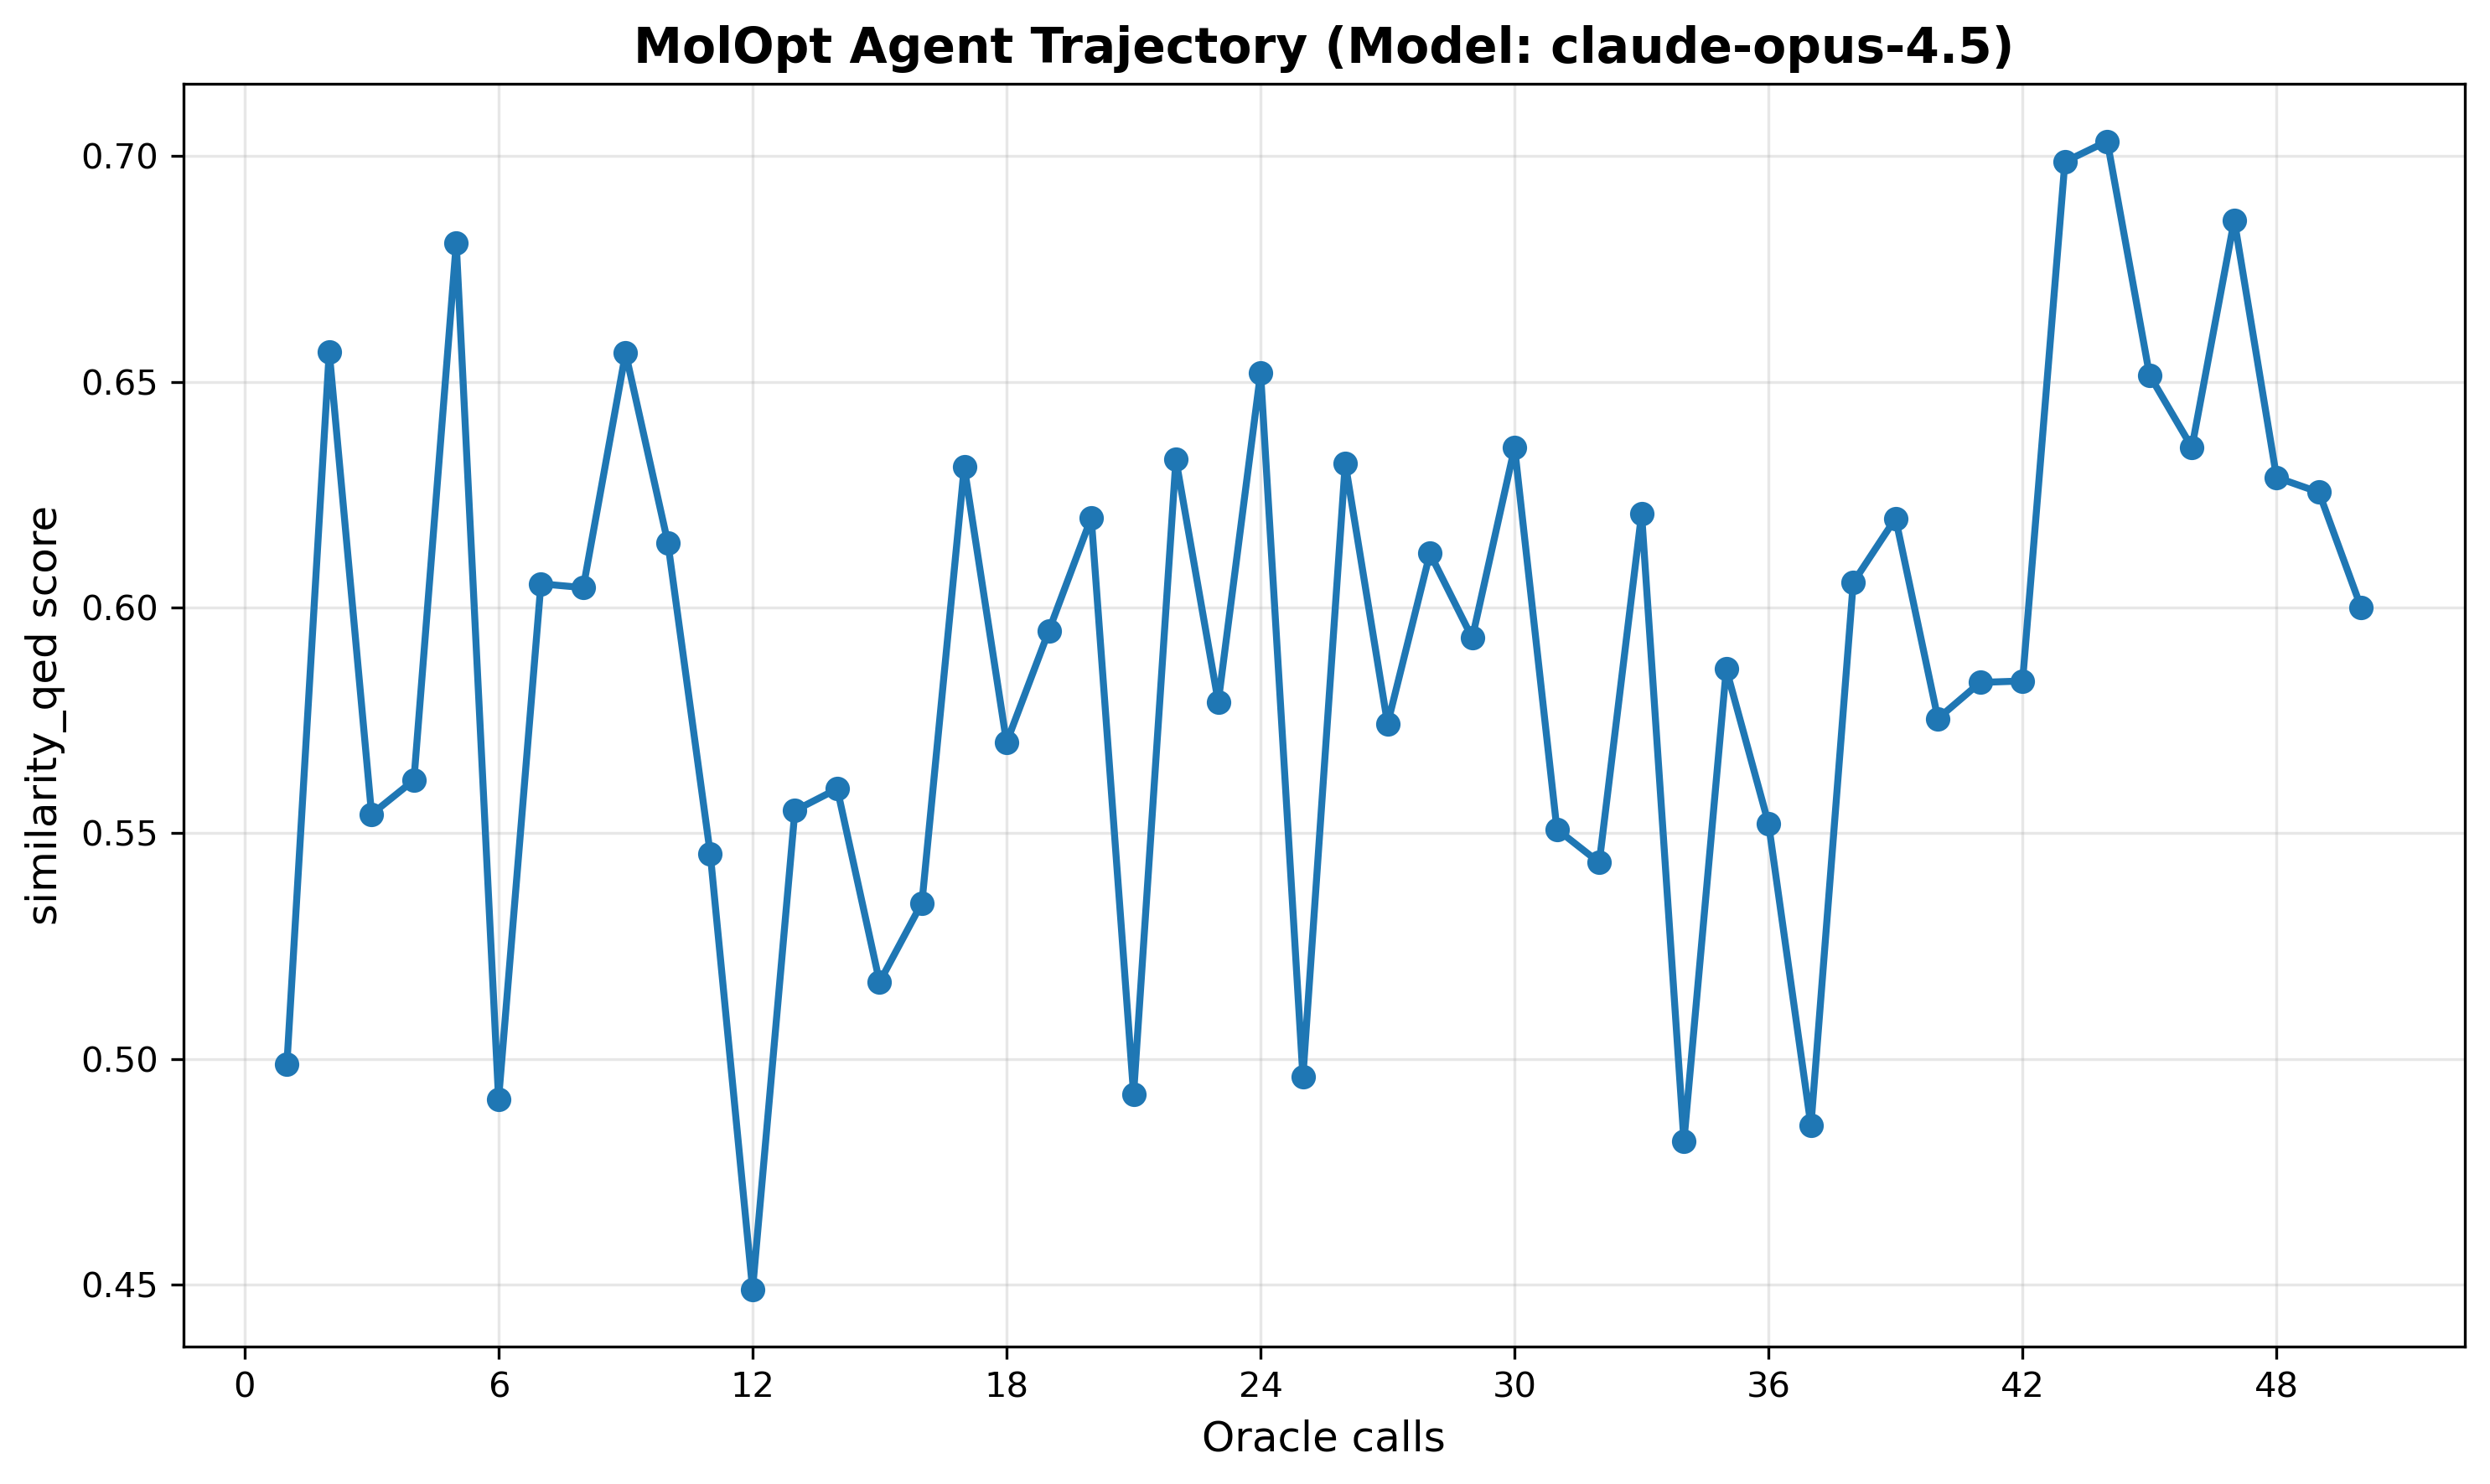 MolOpt Agent Trajectory (Model: claude-opus-4.5)
similarity_qed score
0.70
0.65
0.60
0.55
0.50
0.45
0 6 12 18 24 30 36 42 48
Oracle calls